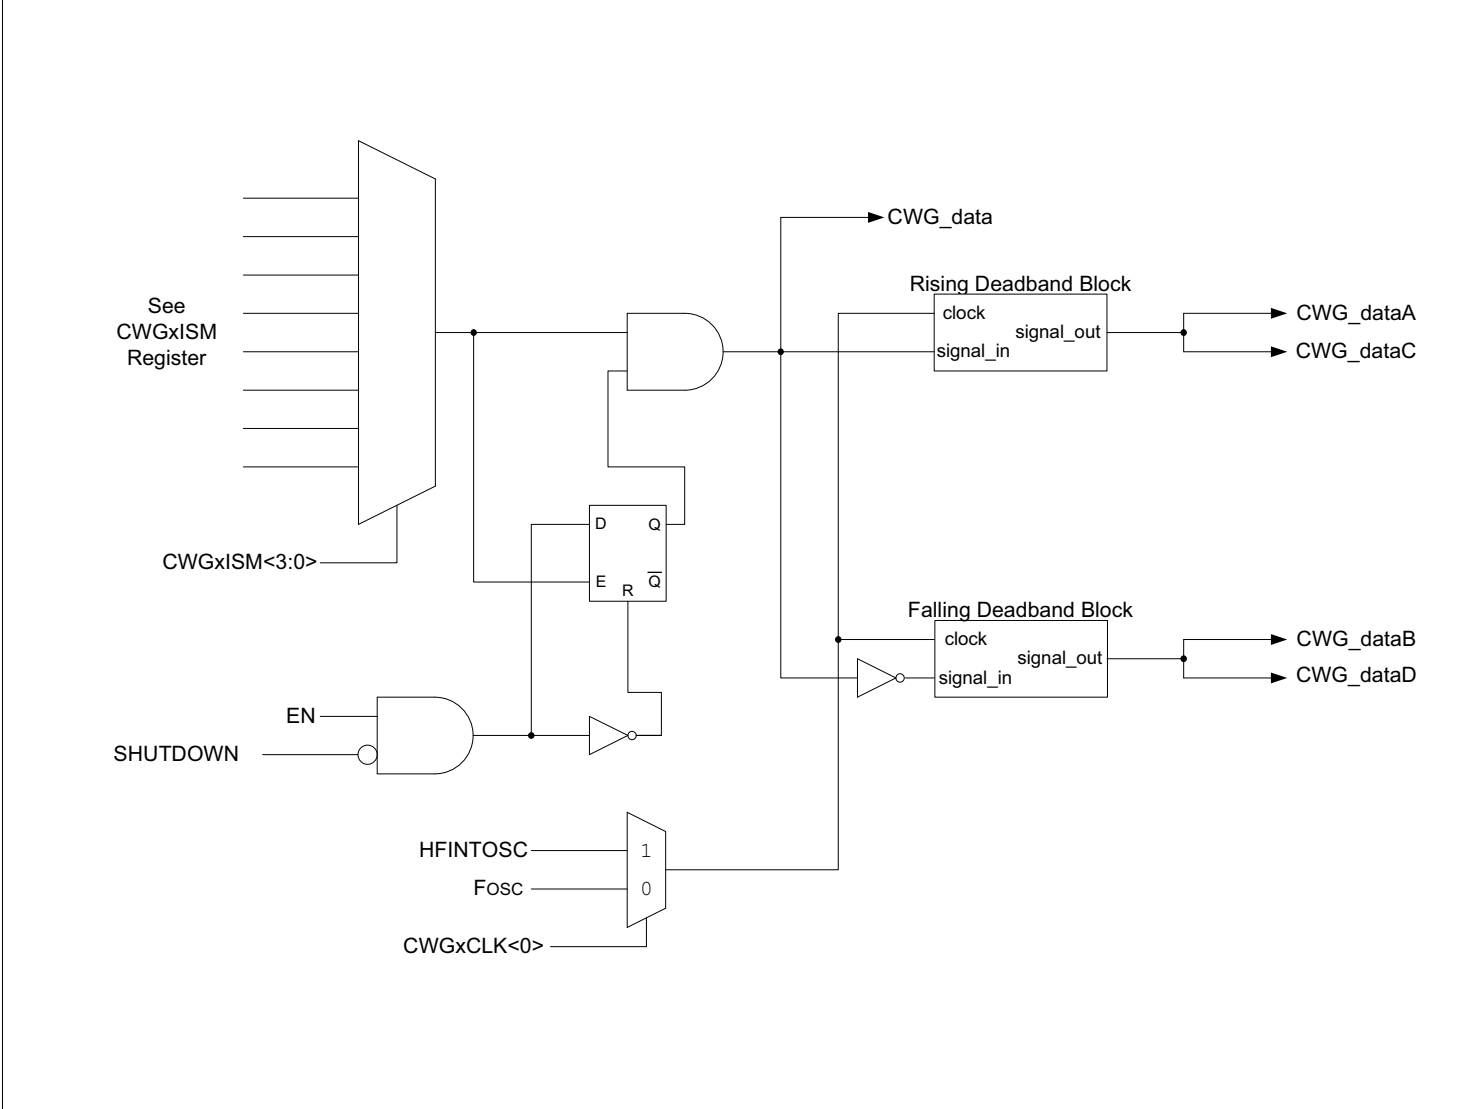 CWG_data
Rising Deadband Block
clock
signal_out
signal_in
CWG_dataA
CWG_dataC
See
CWGxISM
Register
CWGxISM<3:0>
D
Q
E
R
Q
Falling Deadband Block
clock
signal_out
signal_in
CWG_dataB
CWG_dataD
EN
SHUTDOWN
HFINTOSC
1
FOSC
0
CWGxCLK<0>